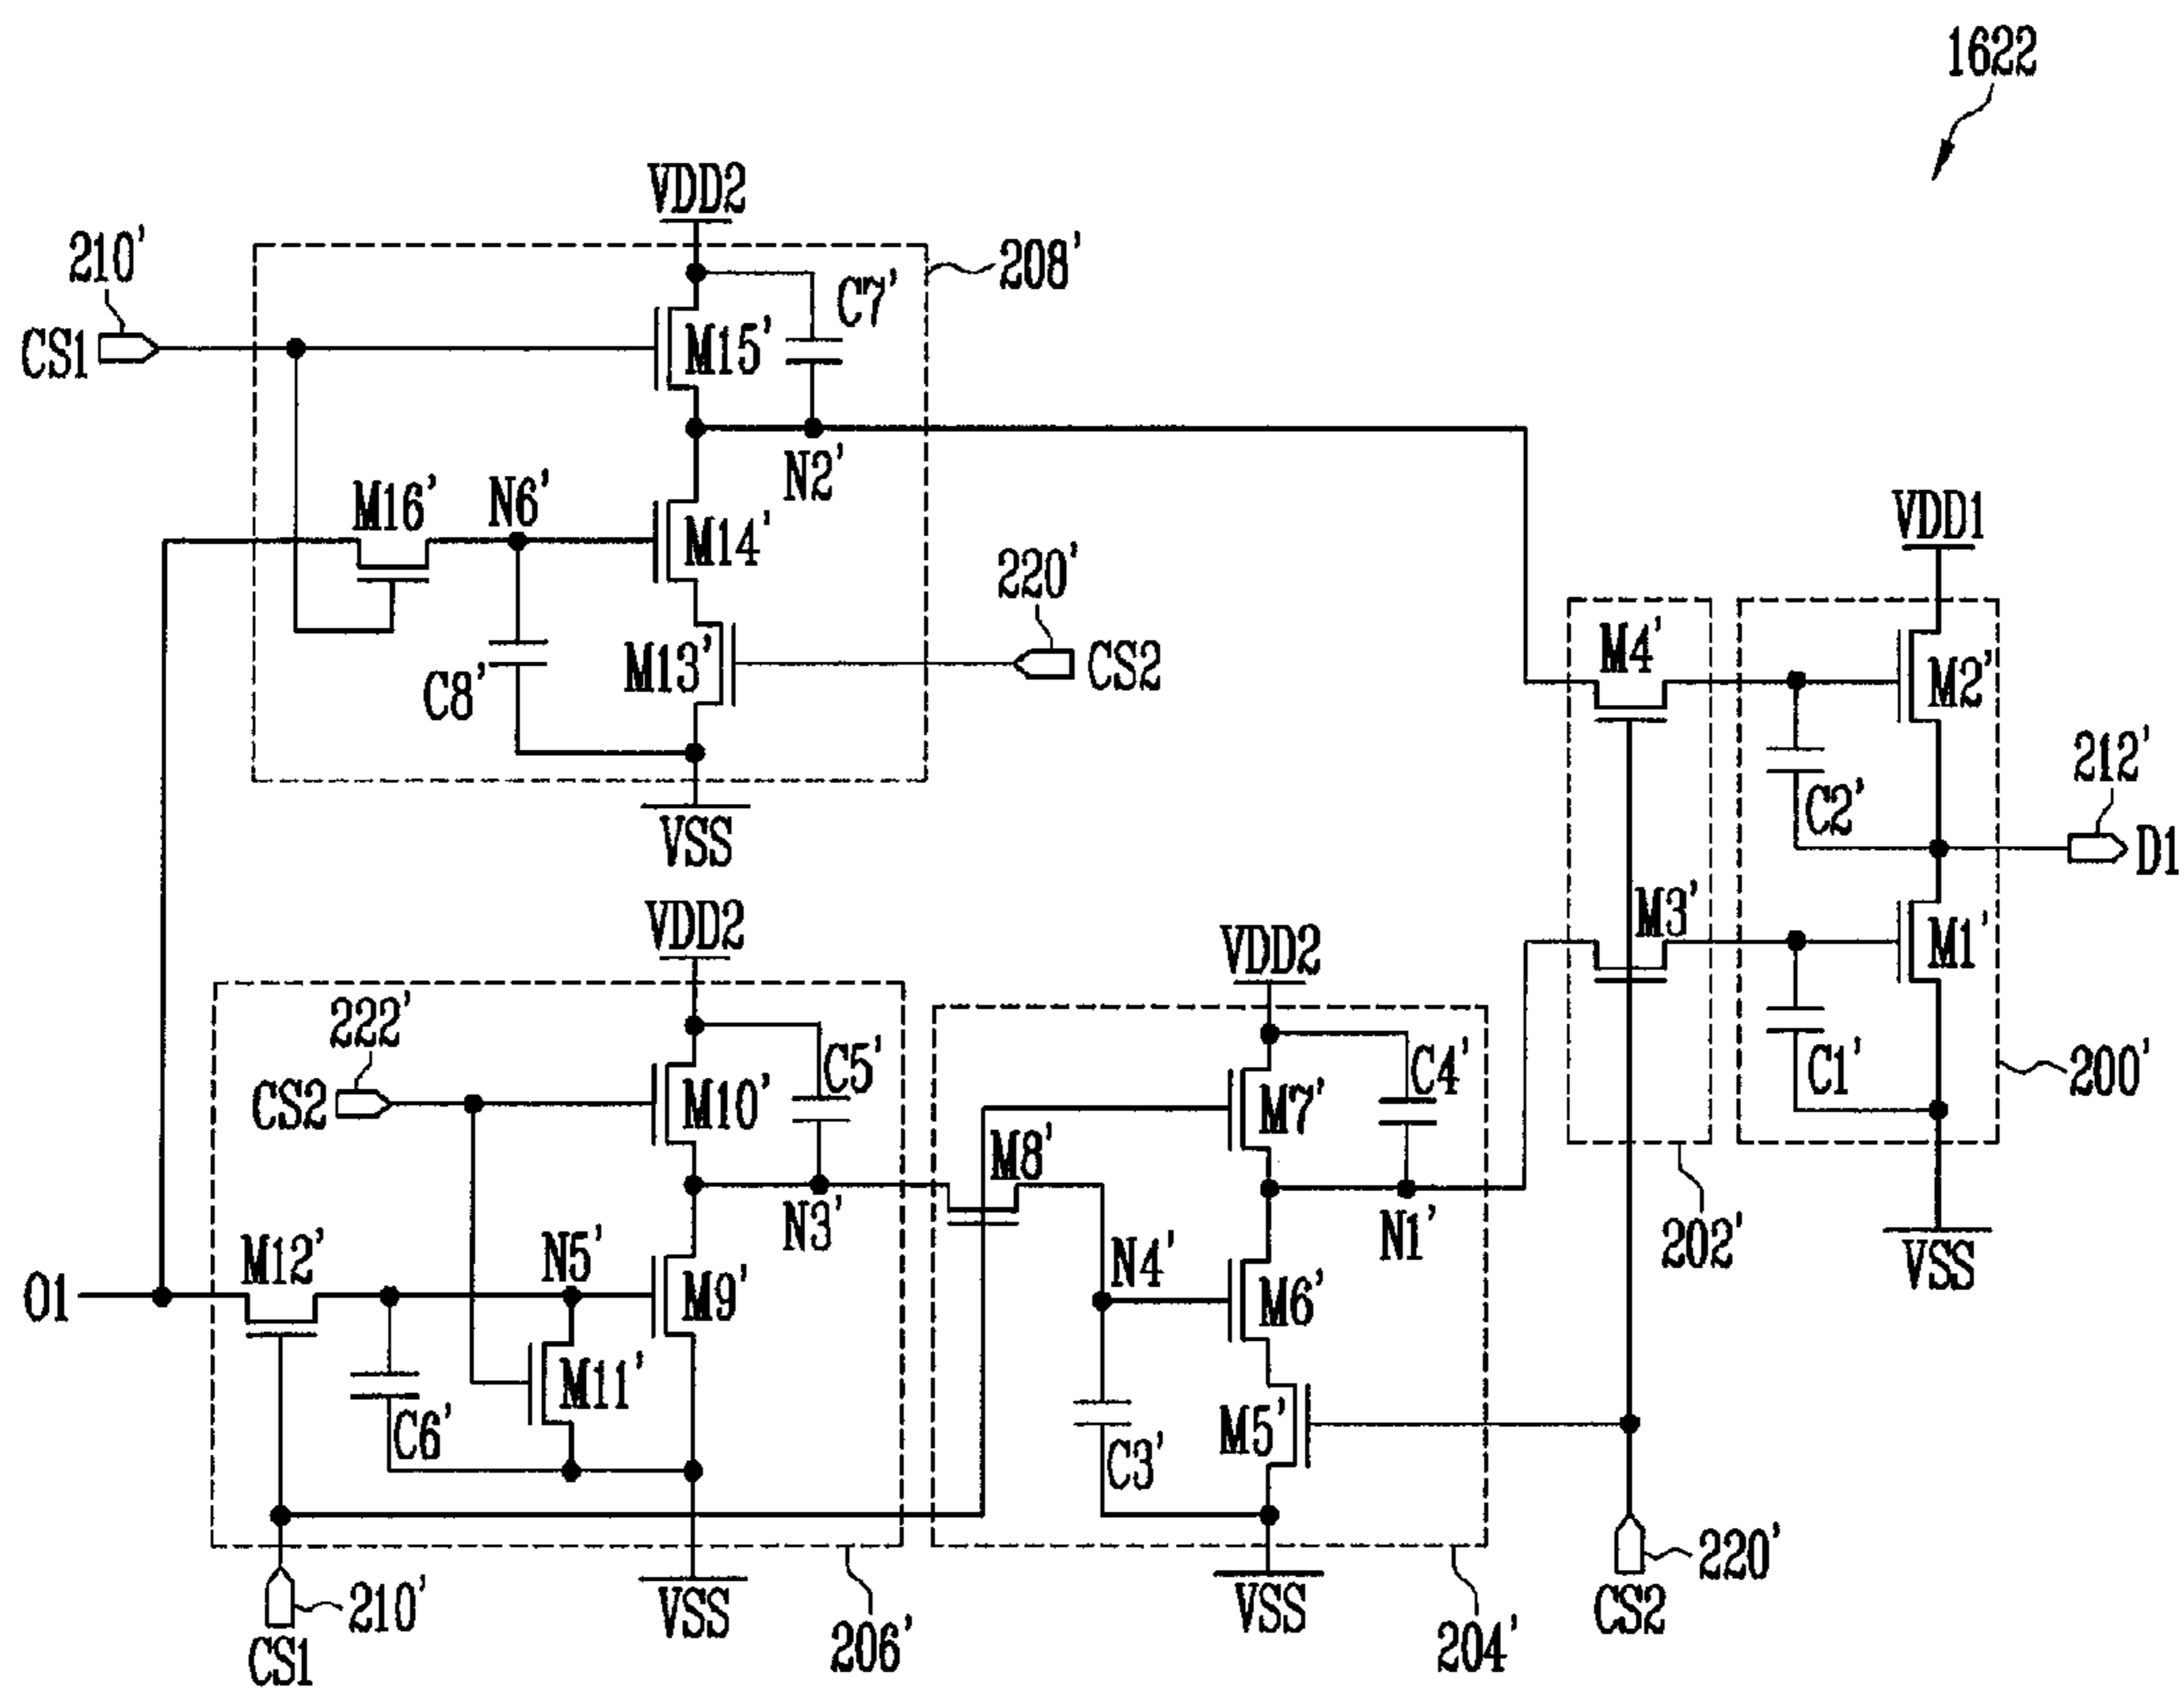 1622
VDD2
210'
208'
C7'
CS1
M15'
N2'
M16'
N6'
M14'
VDD1
220'
M4'
M13'
CS2
M2'
C8'
212'
C2'
VSS
D1
M3'
VDD2
M1'
VDD2
222'
C5'
C4'
C1'
200'
CS2
M10'
M7'
M8'
N3'
N1'
202'
M12'
N5'
N4'
VSS
O1
M9'
M6'
M11'
C6'
M5'
C3'
220'
210'
VSS
VSS
CS2
CS1
206'
204'